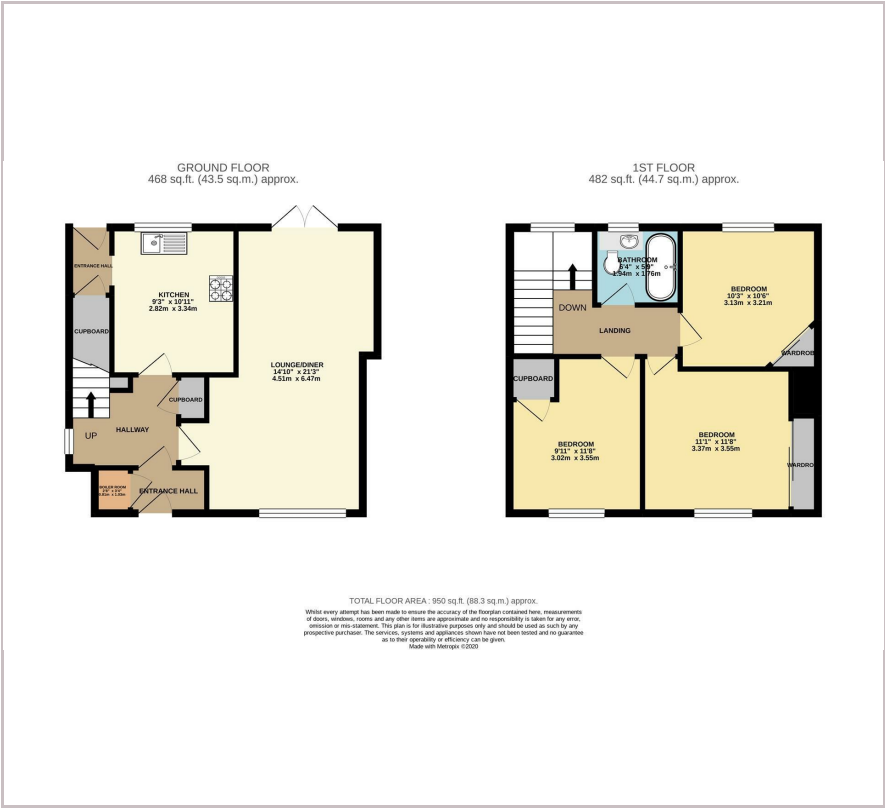 GROUND FLOOR
468 sq.ft. (43.5 sq.m.) approx.
ENTRANCE HALL
KITCHEN
9'3" x 10'11"
2.82m x 3.34m
CUPBOARD
LOUNGE/DINER
14'10" x 21'3"
4.51m x 6.47m
CUPBOARD
HALLWAY
UP
BOILER ROOM
ENTRANCE HALL
1ST FLOOR
482 sq.ft. (44.7 sq.m.) approx.
BATHROOM
1.94m x 1.76m
BEDROOM
10'3" x 10'6"
3.13m x 3.21m
DOWN
LANDING
WARDROB
CUPBOARD
BEDROOM
9'11" x 11'8"
3.02m x 3.55m
BEDROOM
11'1" x 11'8"
3.37m x 3.55m
WARDRO
TOTAL FLOOR AREA : 950 sq.ft. (88.3 sq.m.) approx.
Whilst every attempt has been made to ensure the accuracy of the floorplan contained here, measurements
of doors, windows, rooms and any other items are approximate and no responsibility is taken for any error,
omission or mis-statement. This plan is for illustrative purposes only and should be used as such by any
prospective purchaser. The services, systems and appliances shown have not been tested and no guarantee
as to their operability or efficiency can be given.
Made with Metropix ©2020